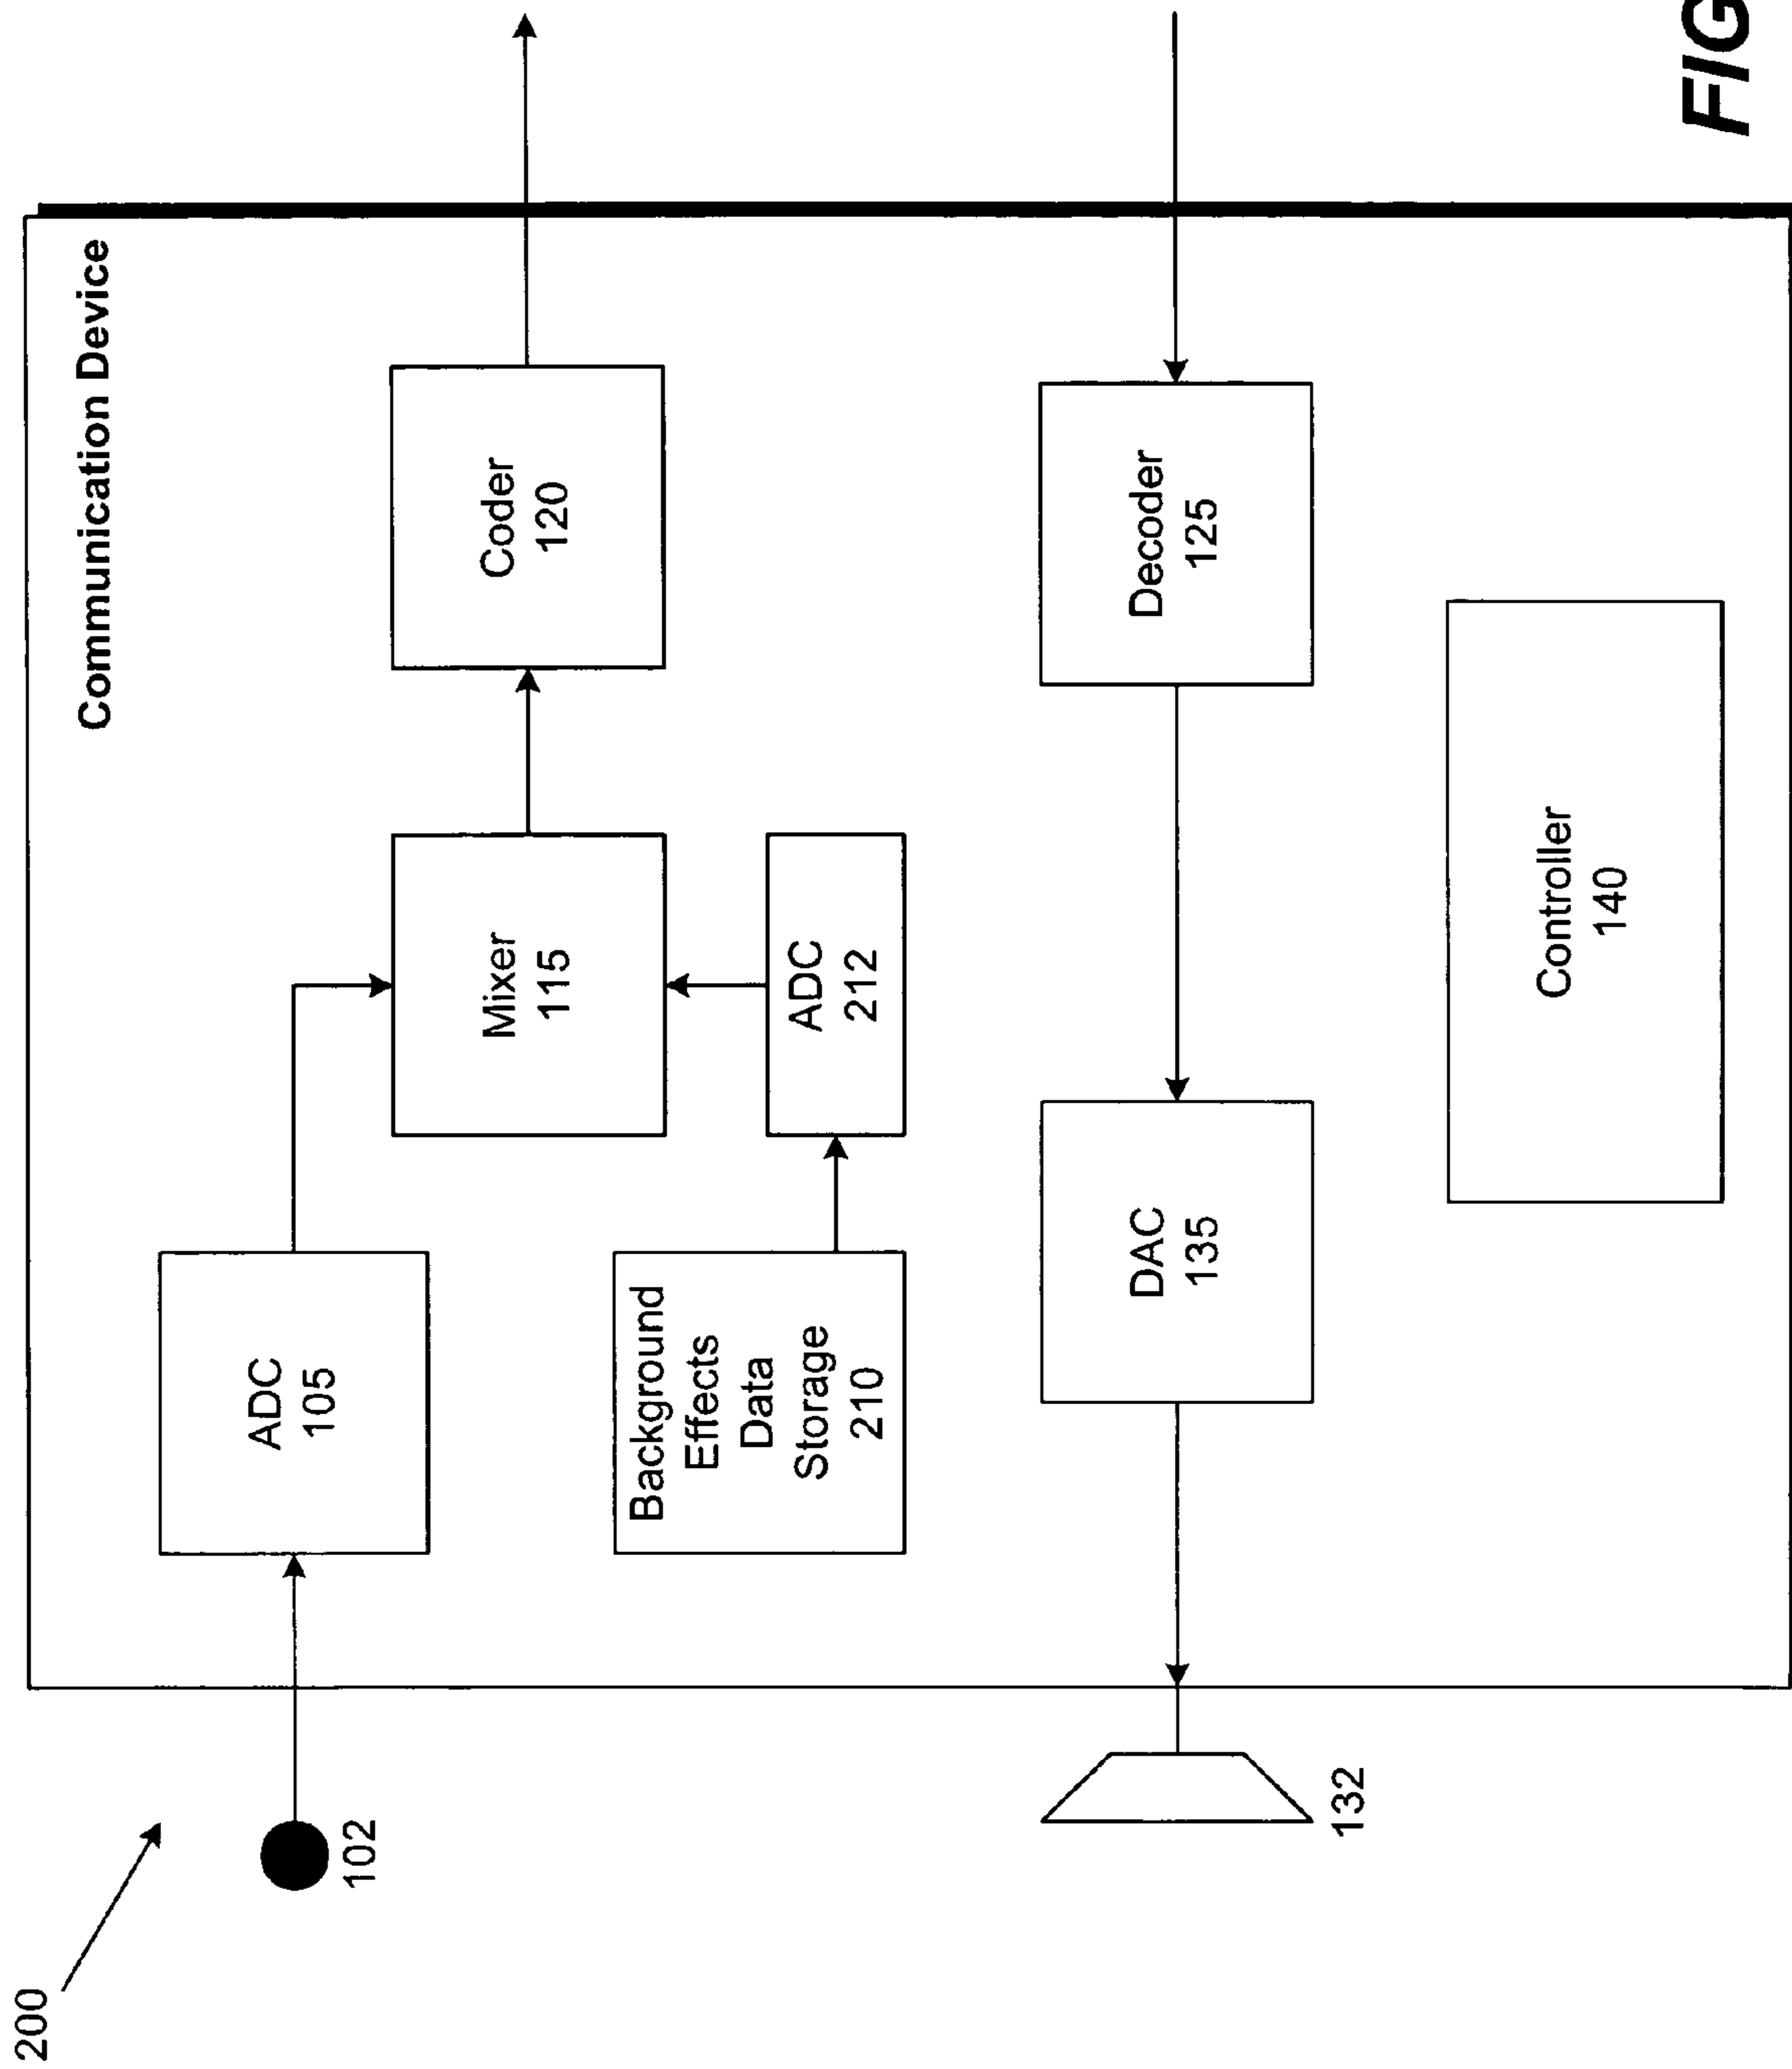 200
Communication Device
102
ADC
105
Mixer
115
Coder
120
Background
Effects
Data
Storage
210
ADC
212
132
DAC
135
Decoder
125
Controller
140
FIG